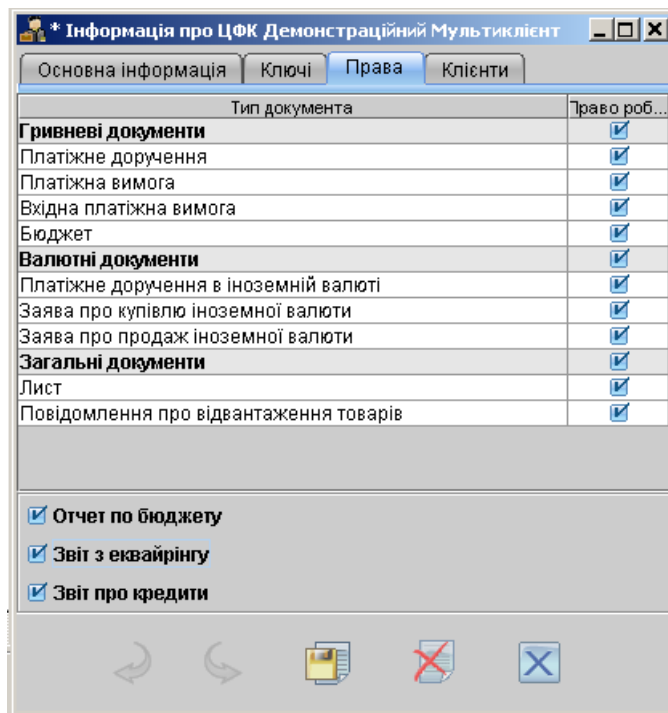 * Інформація про ЦФК Демонстраційний Мультиклієнт
Основна інформація Ключі Права Клієнти
Тип документа Право роб...
Гривневі документи
Платіжне доручення
Платіжна вимога
Вхідна платіжна вимога
Бюджет
Валютні документи
Платіжне доручення в іноземній валюті
Заява про купівлю іноземної валюти
Заява про продаж іноземної валюти
Загальні документи
Лист
Повідомлення про відвантаження товарів
Отчет по бюджету
Звіт з еквайрінгу
Звіт про кредити